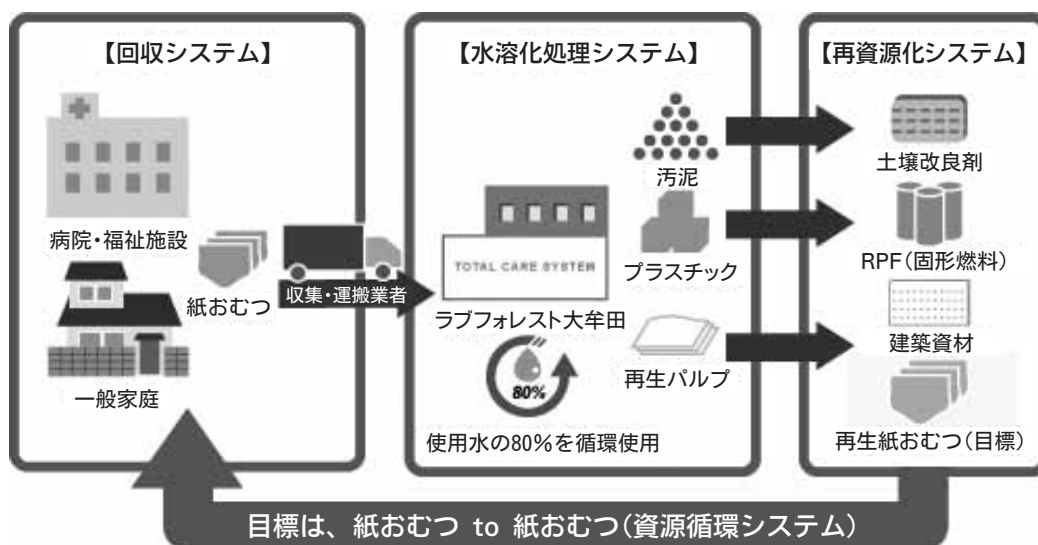 【回収システム】
病院・福祉施設
紙おむつ
収集・運搬業者
一般家庭
【水溶化処理システム】
汚泥
TOTAL CARE SYSTEM
プラスチック
ラブフォレスト大牟田
80%
再生パルプ
使用水の80%を循環使用
【再資源化システム】
土壌改良剤
RPF(固形燃料)
建築資材
再生紙おむつ(目標)
目標は、紙おむつ to 紙おむつ(資源循環システム)